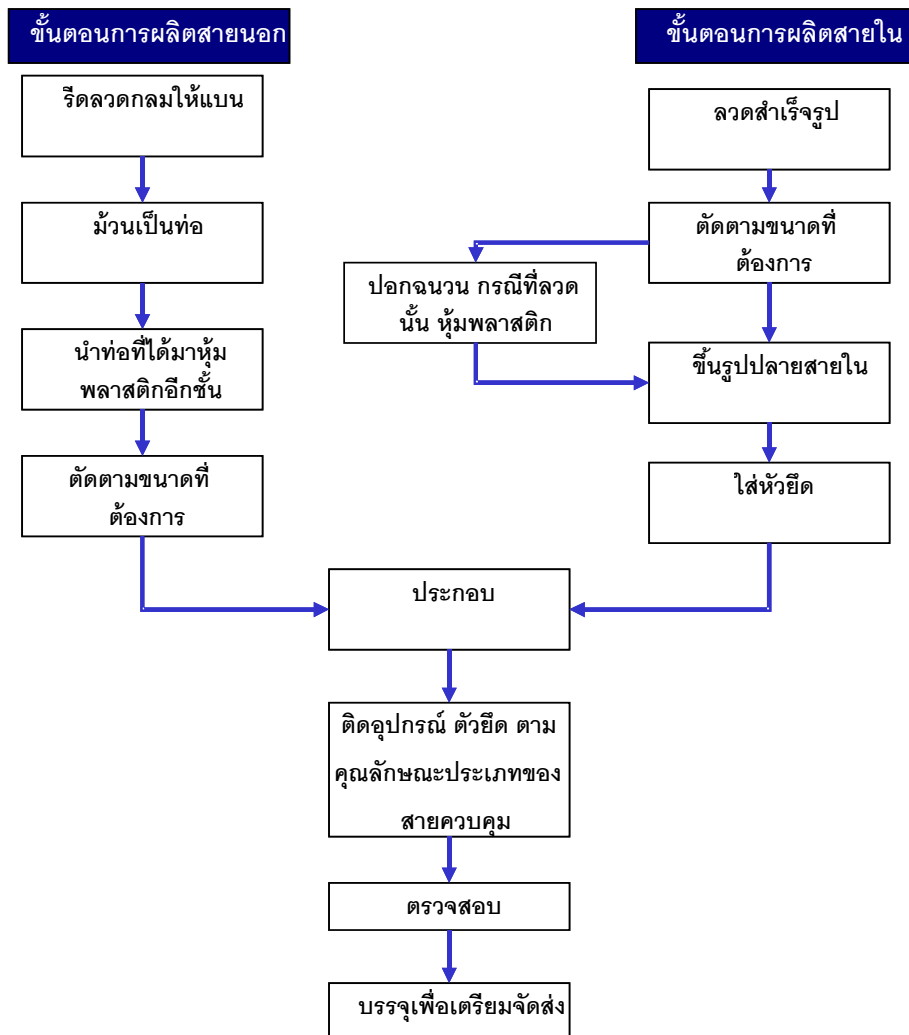 ขั้นตอนการผลิตสายนอก
รีดลวดกลมให้แบน
ม้วนเป็นท่อ
นำท่อที่ได้มาหุ้ม
พลาสติกอีกชั้น
ตัดตามขนาดที่
ต้องการ
ขั้นตอนการผลิตสายใน
ลวดสำเร็จรูป
ตัดตามขนาดที่
ต้องการ
ปอกฉนวน กรณีที่ลวด
นั้น หุ้มพลาสติก
ขึ้นรูปปลายสายใน
ใส่หัวยึด
ประกอบ
ติดอุปกรณ์ ตัวยึด ตาม
คุณลักษณะประเภทของ
สายควบคุม
ตรวจสอบ
บรรจุเพื่อเตรียมจัดส่ง